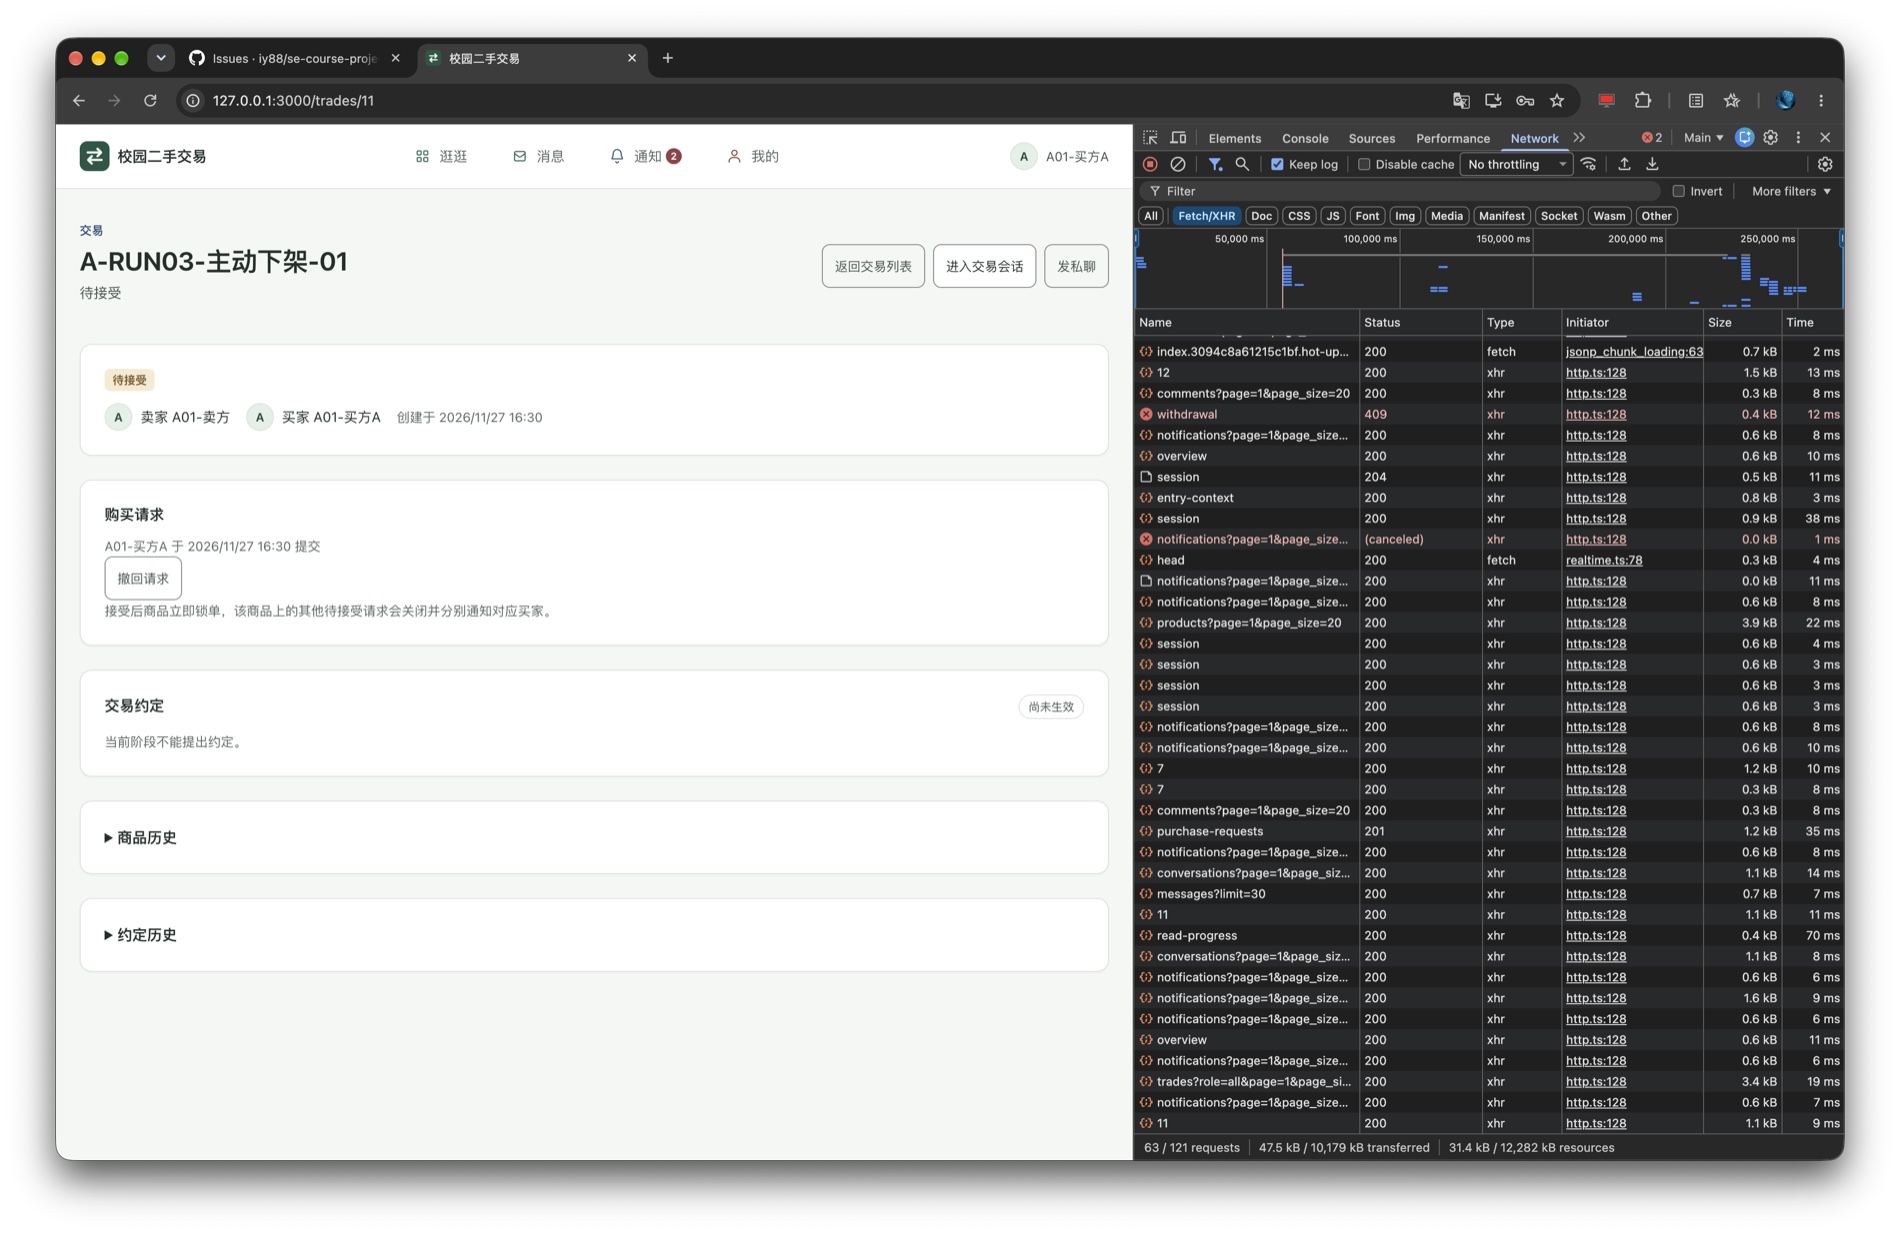 Issues · iy88/se-course-proje
校园二手交易
127.0.0.1:3000/trades/11
校园二手交易
逛逛
消息
通知 2
我的
A A01-买方A
交易
A-RUN03-主动下架-01
待接受
返回交易列表
进入交易会话
发私聊
待接受
A 卖家 A01-卖方 A 买家 A01-买方A 创建于 2026/11/27 16:30
购买请求
A01-买方A 于 2026/11/27 16:30 提交
撤回请求
接受后商品立即锁单，该商品上的其他待接受请求会关闭并分别通知对应买家。
交易约定
尚未生效
当前阶段不能提出约定。
▶ 商品历史
▶ 约定历史
Elements Console Sources Performance Network 2 Main
Keep log Disable cache No throttling
Filter Invert More filters
All Fetch/XHR Doc CSS JS Font Img Media Manifest Socket Wasm Other
50,000 ms 100,000 ms 150,000 ms 200,000 ms 250,000 ms
Name Status Type Initiator Size Time
index.3094c8a61215c1bf.hot-up... 200 fetch jsonp_chunk_loading:63 0.7 kB 2 ms
12 200 xhr http.ts:128 1.5 kB 13 ms
comments?page=1&page_size=20 200 xhr http.ts:128 0.3 kB 8 ms
withdrawal 409 xhr http.ts:128 0.4 kB 12 ms
notifications?page=1&page_size... 200 xhr http.ts:128 0.6 kB 8 ms
overview 200 xhr http.ts:128 0.6 kB 10 ms
session 204 xhr http.ts:128 0.5 kB 11 ms
entry-context 200 xhr http.ts:128 0.8 kB 3 ms
session 200 xhr http.ts:128 0.9 kB 38 ms
notifications?page=1&page_size... (canceled) xhr http.ts:128 0.0 kB 1 ms
head 200 fetch realtime.ts:78 0.3 kB 4 ms
notifications?page=1&page_size... 200 xhr http.ts:128 0.0 kB 11 ms
notifications?page=1&page_size... 200 xhr http.ts:128 0.6 kB 8 ms
products?page=1&page_size=20 200 xhr http.ts:128 3.9 kB 22 ms
session 200 xhr http.ts:128 0.6 kB 4 ms
session 200 xhr http.ts:128 0.6 kB 3 ms
session 200 xhr http.ts:128 0.6 kB 3 ms
session 200 xhr http.ts:128 0.6 kB 3 ms
notifications?page=1&page_size... 200 xhr http.ts:128 0.6 kB 8 ms
notifications?page=1&page_size... 200 xhr http.ts:128 0.6 kB 10 ms
7 200 xhr http.ts:128 1.2 kB 10 ms
7 200 xhr http.ts:128 0.3 kB 8 ms
comments?page=1&page_size=20 200 xhr http.ts:128 0.3 kB 8 ms
purchase-requests 201 xhr http.ts:128 1.2 kB 35 ms
notifications?page=1&page_size... 200 xhr http.ts:128 0.6 kB 8 ms
conversations?page=1&page_siz... 200 xhr http.ts:128 1.1 kB 14 ms
messages?limit=30 200 xhr http.ts:128 0.7 kB 7 ms
11 200 xhr http.ts:128 1.1 kB 11 ms
read-progress 200 xhr http.ts:128 0.4 kB 70 ms
conversations?page=1&page_siz... 200 xhr http.ts:128 1.1 kB 8 ms
notifications?page=1&page_size... 200 xhr http.ts:128 0.6 kB 6 ms
notifications?page=1&page_size... 200 xhr http.ts:128 1.6 kB 9 ms
notifications?page=1&page_size... 200 xhr http.ts:128 0.6 kB 6 ms
overview 200 xhr http.ts:128 0.6 kB 11 ms
notifications?page=1&page_size... 200 xhr http.ts:128 0.6 kB 6 ms
trades?role=all&page=1&page_si... 200 xhr http.ts:128 3.4 kB 19 ms
notifications?page=1&page_size... 200 xhr http.ts:128 0.6 kB 7 ms
11 200 xhr http.ts:128 1.1 kB 9 ms
63 / 121 requests 47.5 kB / 10,179 kB transferred 31.4 kB / 12,282 kB resources